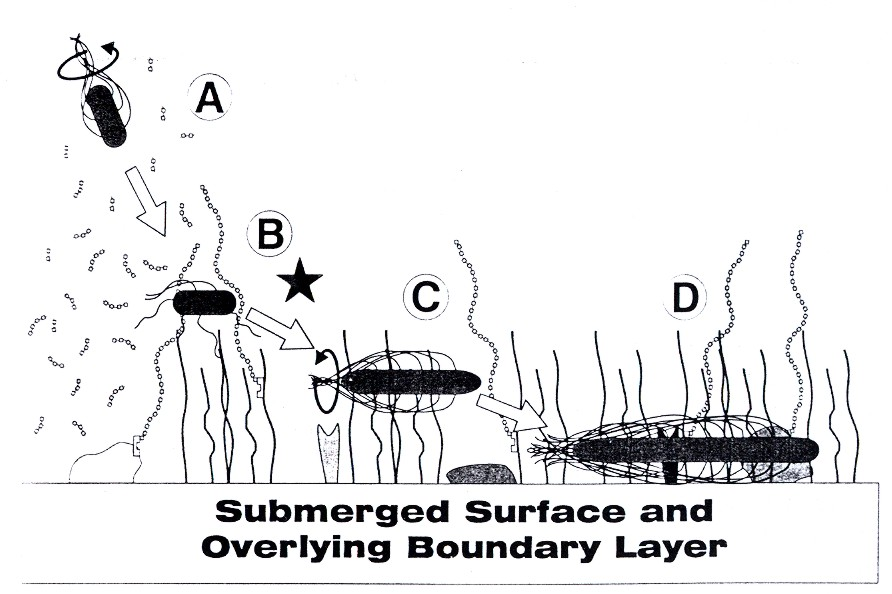 A
B
C
D
Submerged Surface and
Overlying Boundary Layer